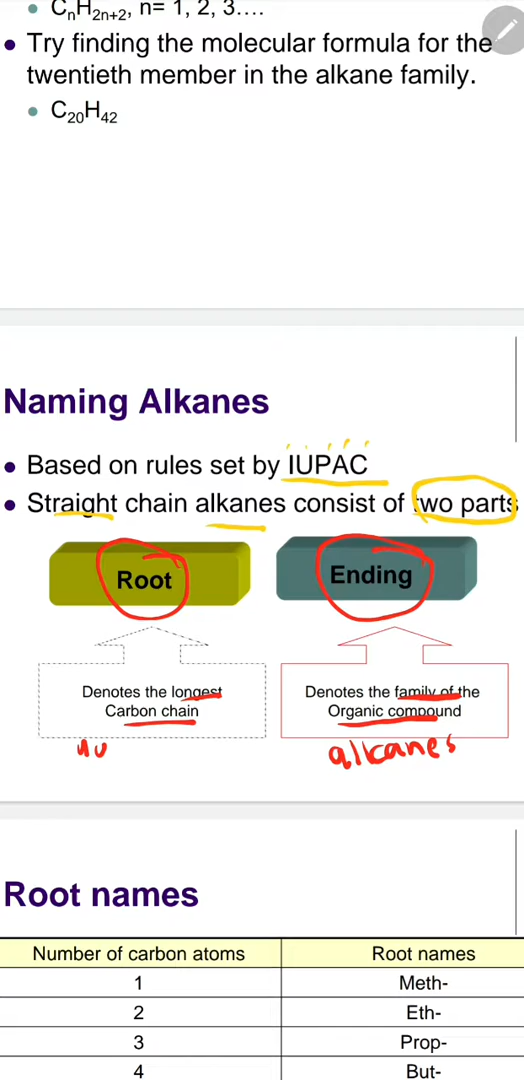 CnH2n+2, n= 1, 2, 3....
Try finding the molecular formula for the
twentieth member in the alkane family.
C20H42
Naming Alkanes
Based on rules set by IUPAC
Straight chain alkanes consist of two parts
Root
Ending
Denotes the longest
Carbon chain
Denotes the family of the
Organic compound
alkanes
Root names
Number of carbon atoms Root names
1 Meth-
2 Eth-
3 Prop-
4 But-